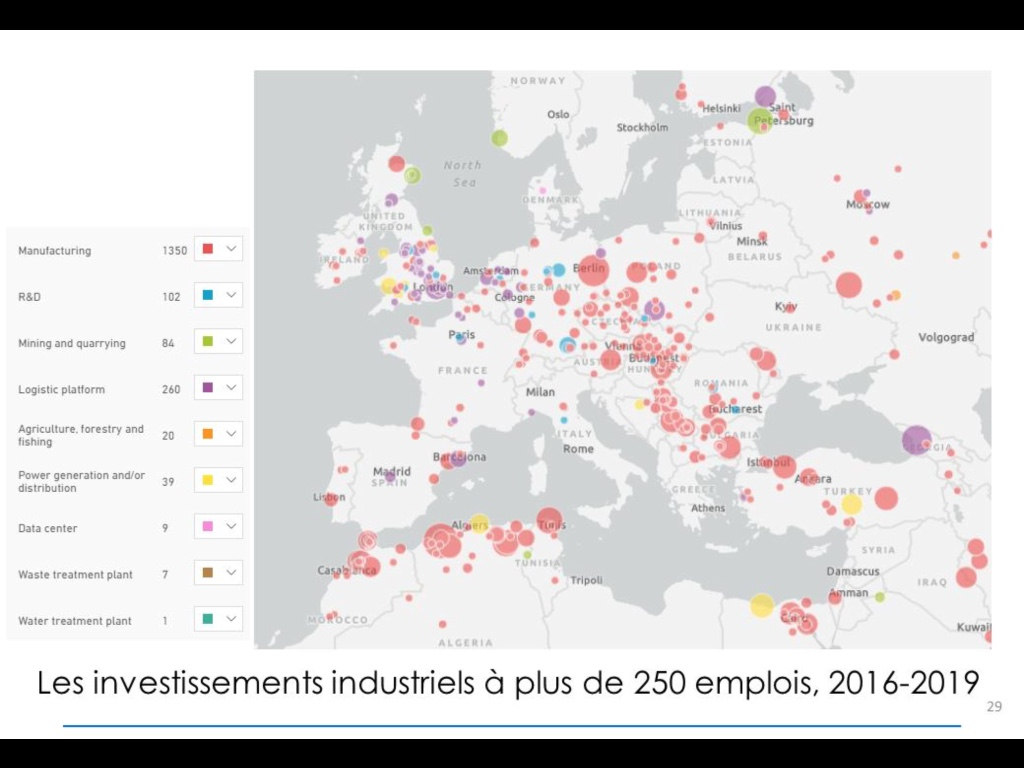 Manufacturing 1350
R&D 102
Mining and quarrying 84
Logistic platform 260
Agriculture, forestry and
fishing 20
Power generation and/or
distribution 39
Data center 9
Waste treatment plant 7
Water treatment plant 1
NORWAY
Oslo
Stockholm
Helsinki
Saint
Petersburg
ESTONIA
North
Sea
LATVIA
DENMARK
Moscow
UNITED
KINGDOM
LITHUANIA
Vilnius
Minsk
BELARUS
IRELAND
Amsterdam
Berlin
POLAND
London
GERMANY
Cologne
Kyiv
UKRAINE
Paris
Volgograd
Vienna
Budapest
AUSTRIA
HUNGARY
FRANCE
ROMANIA
Milan
Bucharest
ITALY
BULGARIA
Rome
GEORGIA
Barcelona
Madrid
SPAIN
Istanbul
Ankara
GREECE
TURKEY
Lisbon
Athens
Algiers
Tunis
SYRIA
TUNISIA
Casablanca
Tripoli
Damascus
IRAQ
Amman
MOROCCO
Cairo
Kuwai
ALGERIA
Les investissements industriels à plus de 250 emplois, 2016-2019
29